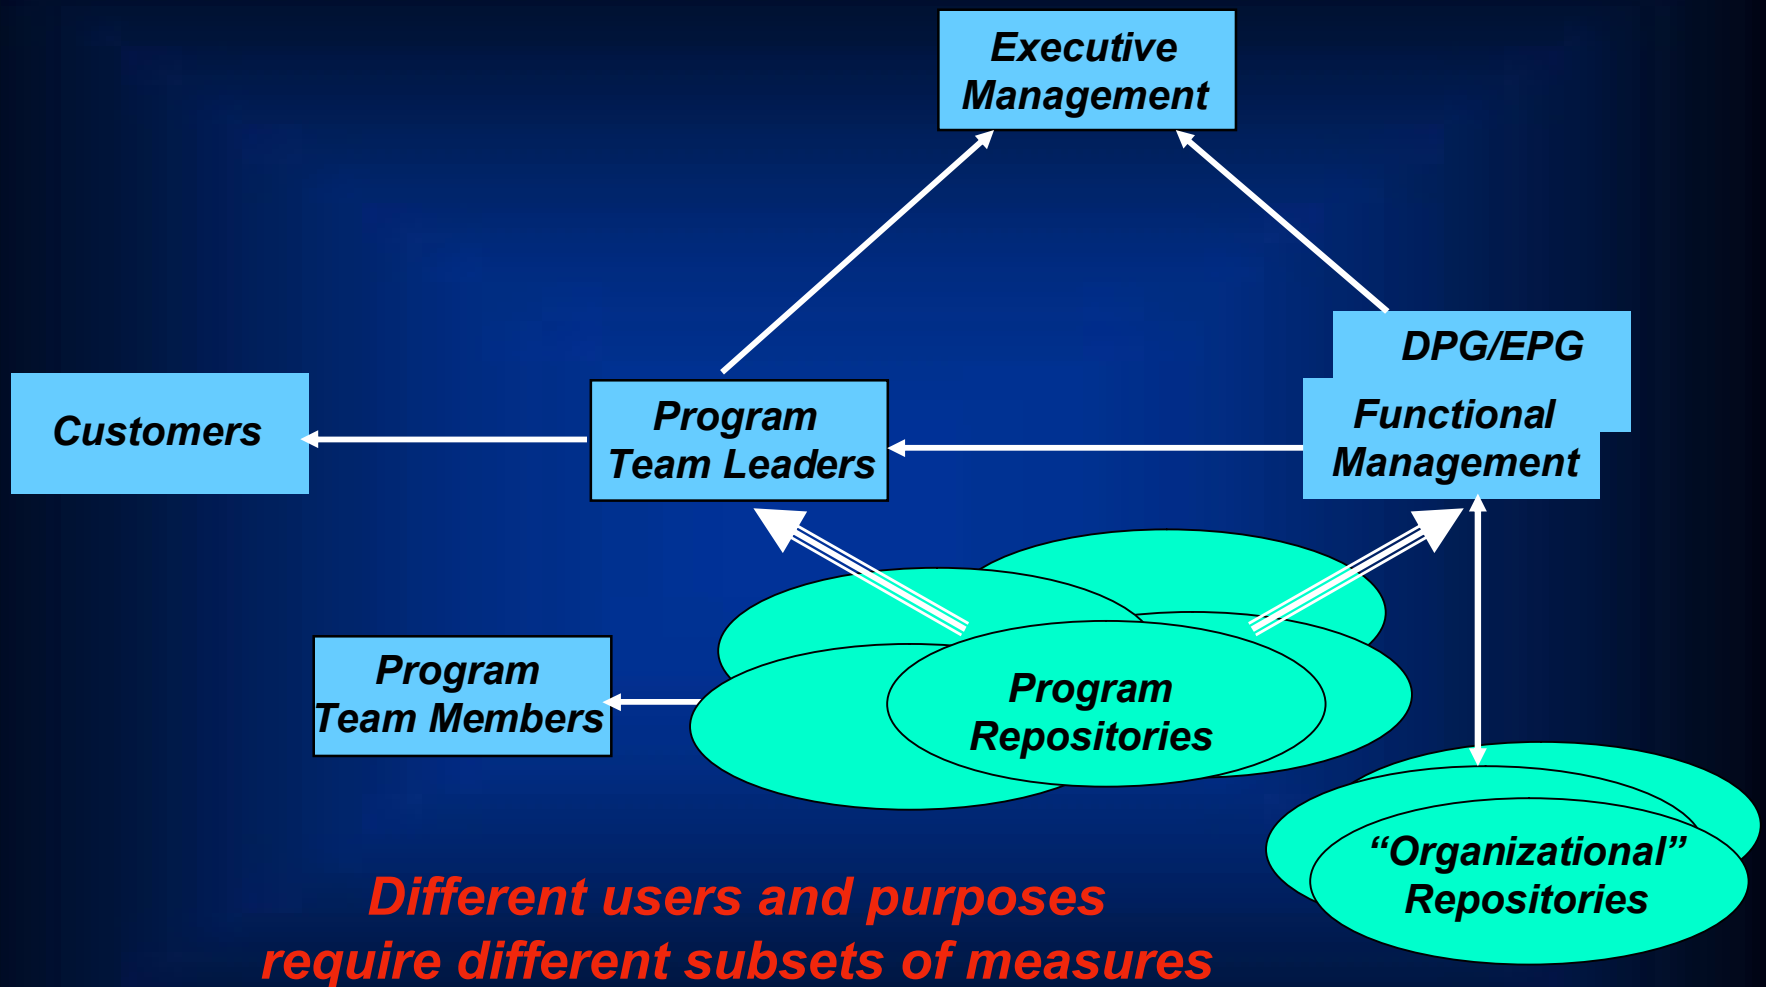 Executive
Management
DPG/EPG
Functional
Management
Customers
Program
Team Leaders
Program
Team Members
Program
Repositories
“Organizational”
Repositories
Different users and purposes
require different subsets of measures